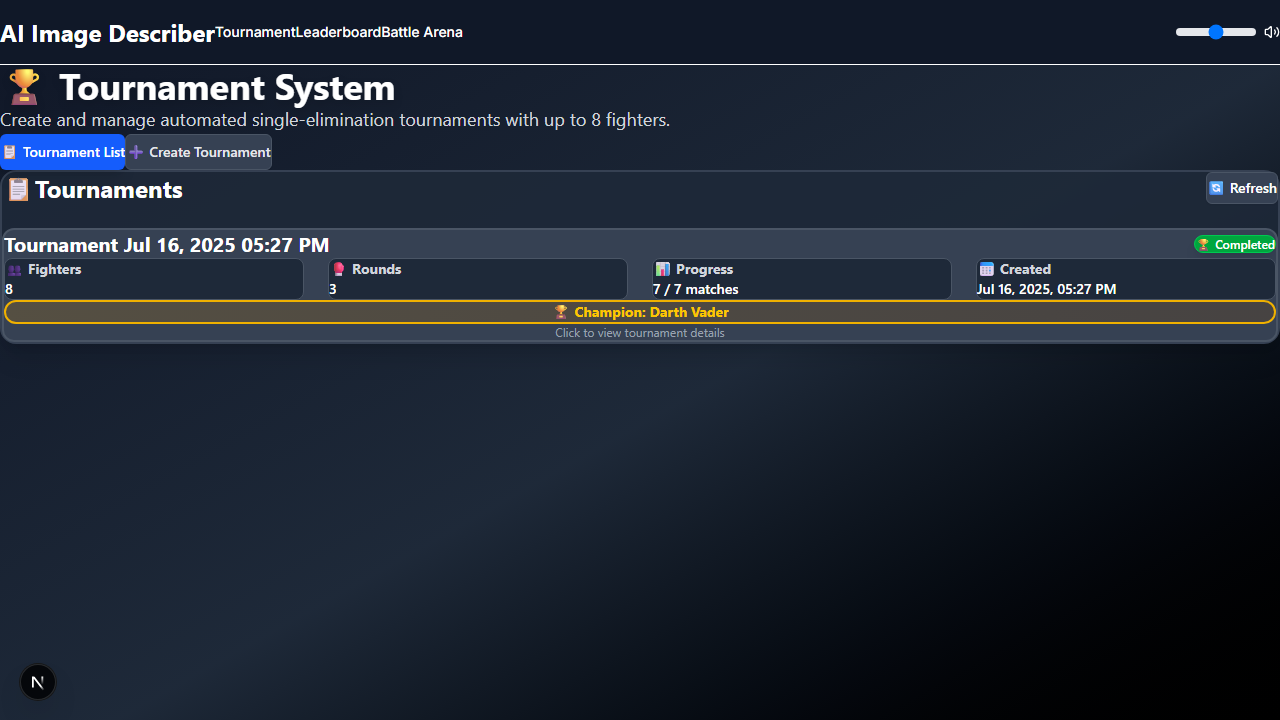 AI Image Describer Tournament Leaderboard Battle Arena
🏆 Tournament System
Create and manage automated single-elimination tournaments with up to 8 fighters.
📋 Tournament List ➕ Create Tournament
📋 Tournaments 🔄 Refresh
Tournament Jul 16, 2025 05:27 PM 🏆 Completed
👥 Fighters 🥊 Rounds 📊 Progress 📅 Created
8 3 7 / 7 matches Jul 16, 2025, 05:27 PM
🏆 Champion: Darth Vader
Click to view tournament details
N